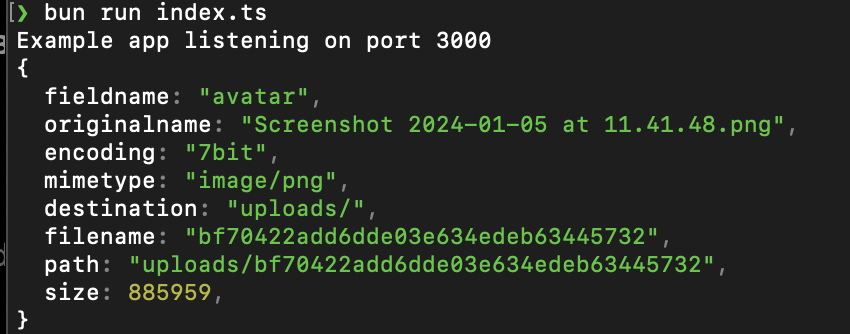 [❯ bun run index.ts
Example app listening on port 3000
{
  fieldname: "avatar",
  originalname: "Screenshot 2024-01-05 at 11.41.48.png",
  encoding: "7bit",
  mimetype: "image/png",
  destination: "uploads/",
  filename: "bf70422add6dde03e634edeb63445732",
  path: "uploads/bf70422add6dde03e634edeb63445732",
  size: 885959,
}